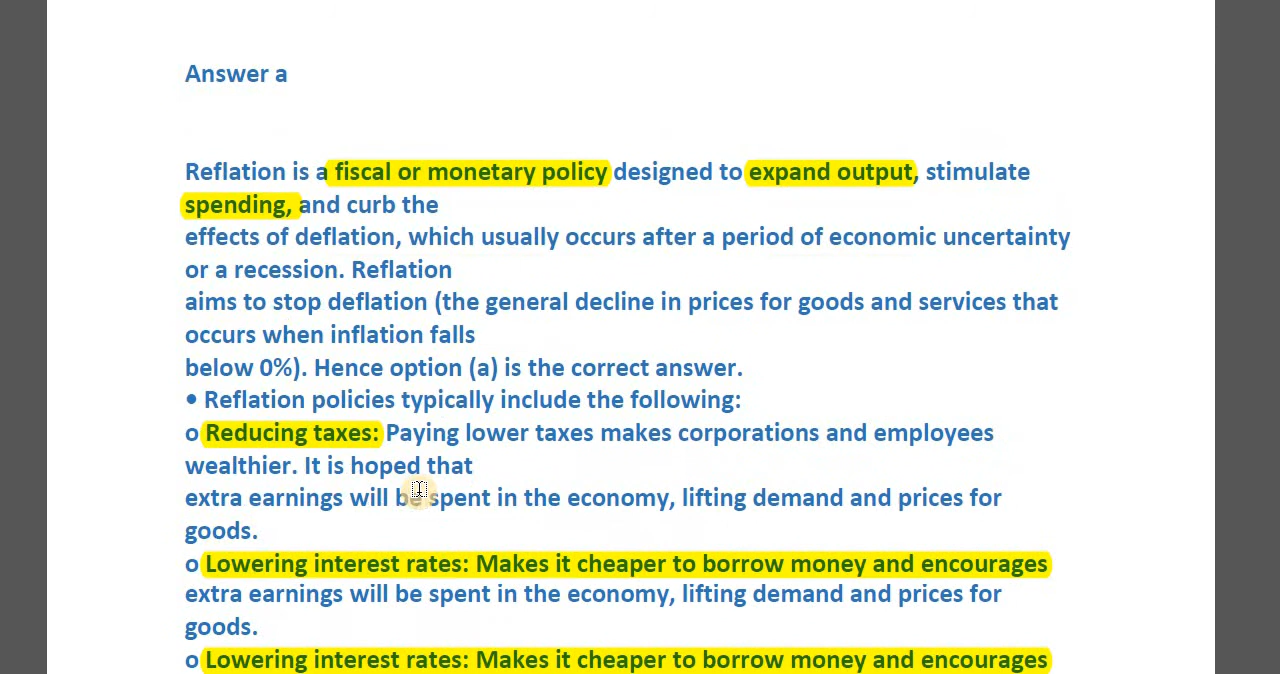 Answer a
Reflation is a fiscal or monetary policy designed to expand output, stimulate
spending, and curb the
effects of deflation, which usually occurs after a period of economic uncertainty
or a recession. Reflation
aims to stop deflation (the general decline in prices for goods and services that
occurs when inflation falls
below 0%). Hence option (a) is the correct answer.
• Reflation policies typically include the following:
o Reducing taxes: Paying lower taxes makes corporations and employees
wealthier. It is hoped that
extra earnings will be spent in the economy, lifting demand and prices for
goods.
o Lowering interest rates: Makes it cheaper to borrow money and encourages
extra earnings will be spent in the economy, lifting demand and prices for
goods.
o Lowering interest rates: Makes it cheaper to borrow money and encourages